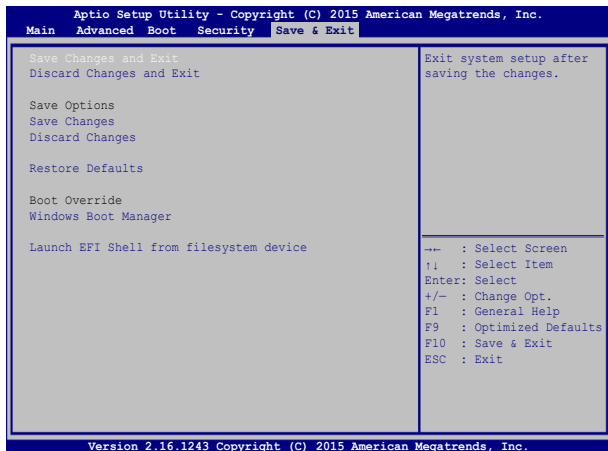 Aptio Setup Utility - Copyright (C) 2015 American Megatrends, Inc.
Main Advanced Boot Security Save & Exit
Save Changes and Exit
Discard Changes and Exit
Save Options
Save Changes
Discard Changes
Restore Defaults
Boot Override
Windows Boot Manager
Launch EFI Shell from filesystem device
Exit system setup after
saving the changes.
→← : Select Screen
↑↓ : Select Item
Enter: Select
+/— : Change Opt.
F1 : General Help
F9 : Optimized Defaults
F10 : Save & Exit
ESC : Exit
Version 2.16.1243 Copyright (C) 2015 American Megatrends, Inc.